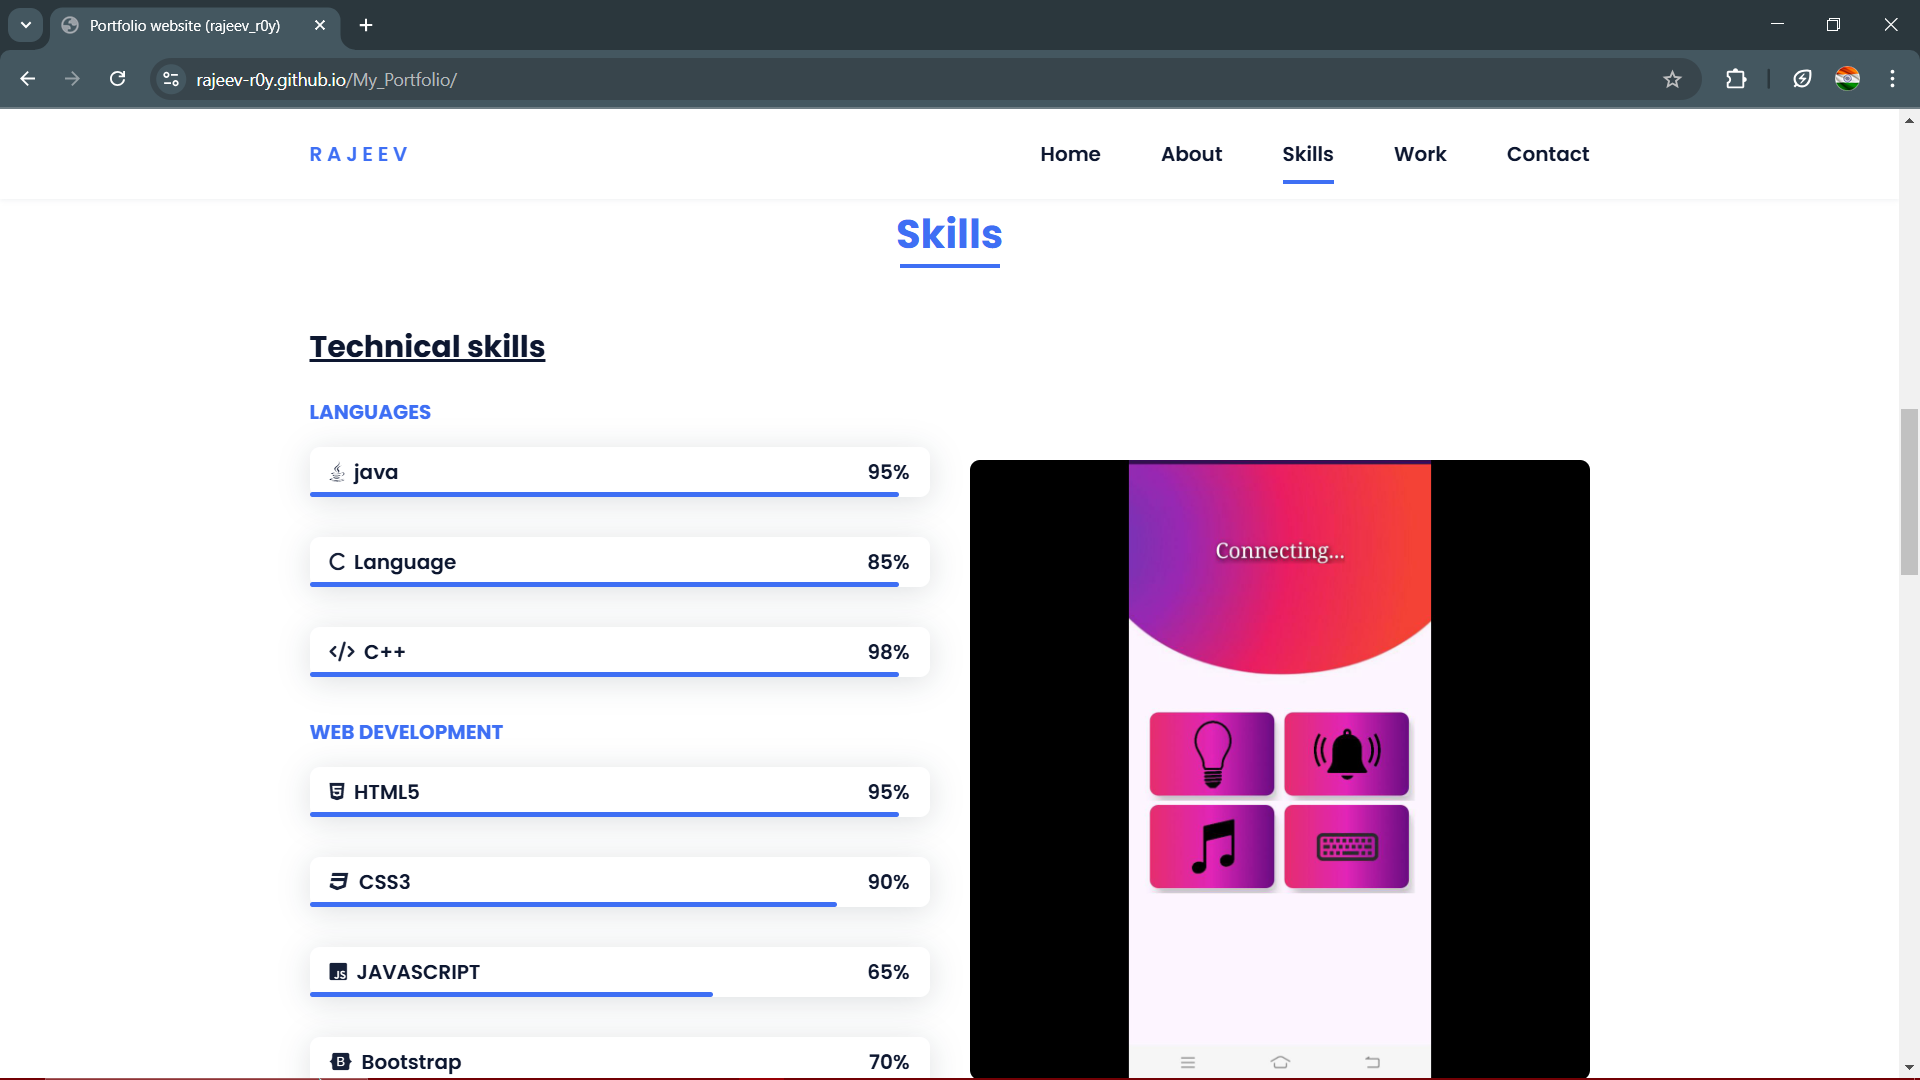 Portfolio website (rajeev_r0y)
rajeev-r0y.github.io/My_Portfolio/
RAJEEV
Home About Skills Work Contact
Skills
Technical skills
LANGUAGES
java 95%
C Language 85%
</> C++ 98%
WEB DEVELOPMENT
HTML5 95%
CSS3 90%
JS JAVASCRIPT 65%
B Bootstrap 70%
Connecting...